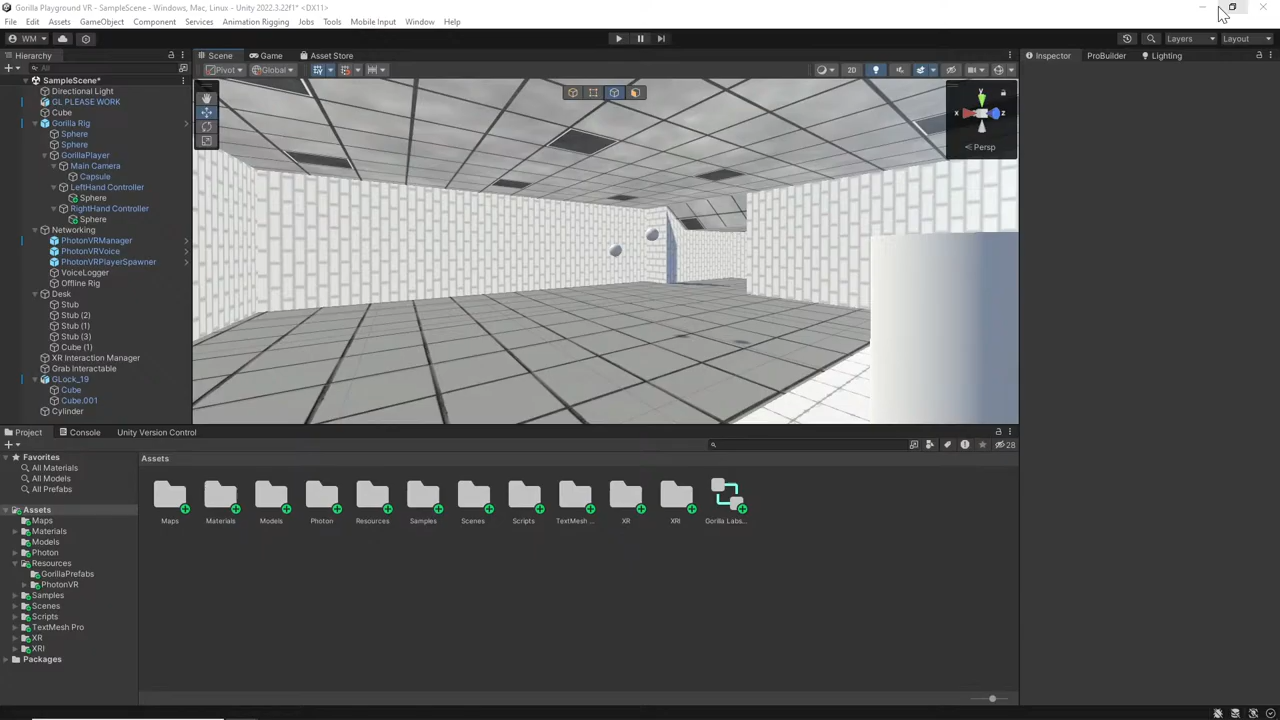 Gorilla Playground VR - SampleScene - Windows, Mac, Linux - Unity 2022.3.22f1* <DX11>
File Edit Assets GameObject Component Services Animation Rigging Jobs Tools Mobile Input Window Help
WM Layers Layout
Hierarchy Scene Game Asset Store Inspector ProBuilder Lighting
All Pivot Global 2D
SampleScene*
Directional Light
GL PLEASE WORK
Cube
Gorilla Rig
Sphere
Sphere
GorillaPlayer
Main Camera
Capsule
LeftHand Controller
Sphere
RightHand Controller
Sphere
Networking
PhotonVRManager
PhotonVRVoice
PhotonVRPlayerSpawner
VoiceLogger
Offline Rig
Desk
Stub
Stub (2)
Stub (1)
Stub (3)
Cube (1)
XR Interaction Manager
Grab Interactable
GLock_19
Cube
Cube.001
Cylinder
y
x z
Persp
Project Console Unity Version Control
28
Favorites
All Materials
All Models
All Prefabs
Assets
Maps
Materials
Models
Photon
Resources
GorillaPrefabs
PhotonVR
Samples
Scenes
Scripts
TextMesh Pro
XR
XRI
Packages
Assets
Maps Materials Models Photon Resources Samples Scenes Scripts TextMesh ... XR XRI Gorilla Labs...